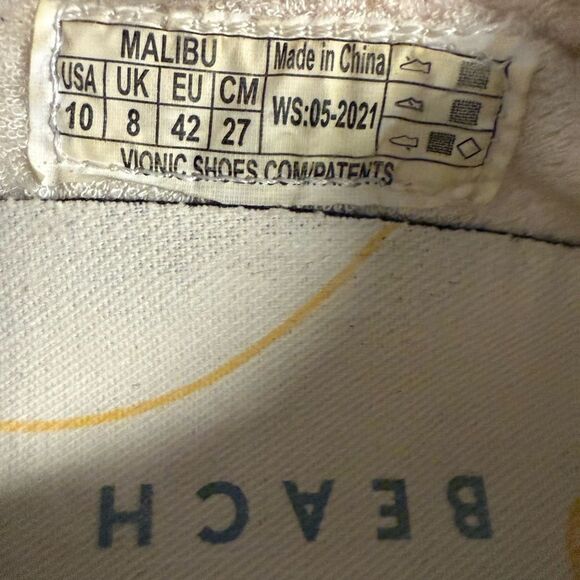 MALIBU
USA UK EU CM
10 8 42 27
Made in China
WS:05-2021
VIONIC SHOES.COM/PATENTS
BEACH